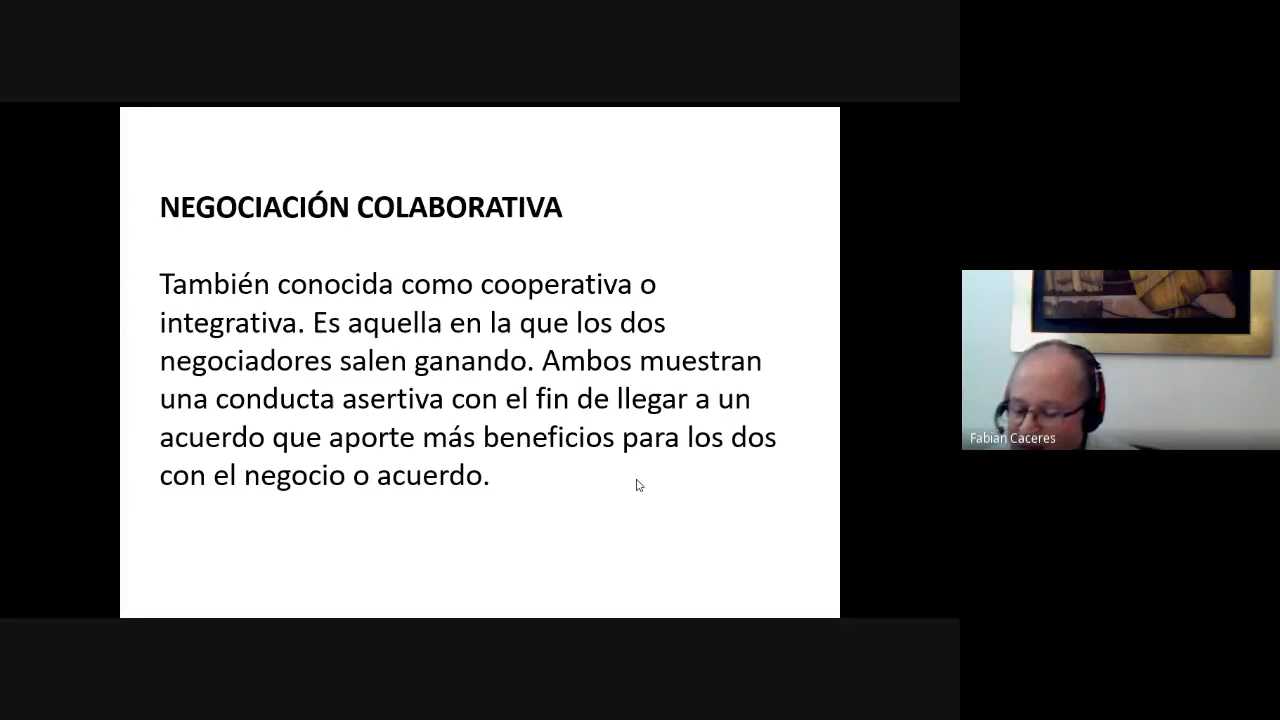 NEGOCIACIÓN COLABORATIVA
También conocida como cooperativa o
integrativa. Es aquella en la que los dos
negociadores salen ganando. Ambos muestran
una conducta asertiva con el fin de llegar a un
acuerdo que aporte más beneficios para los dos
con el negocio o acuerdo.
Fabian Caceres